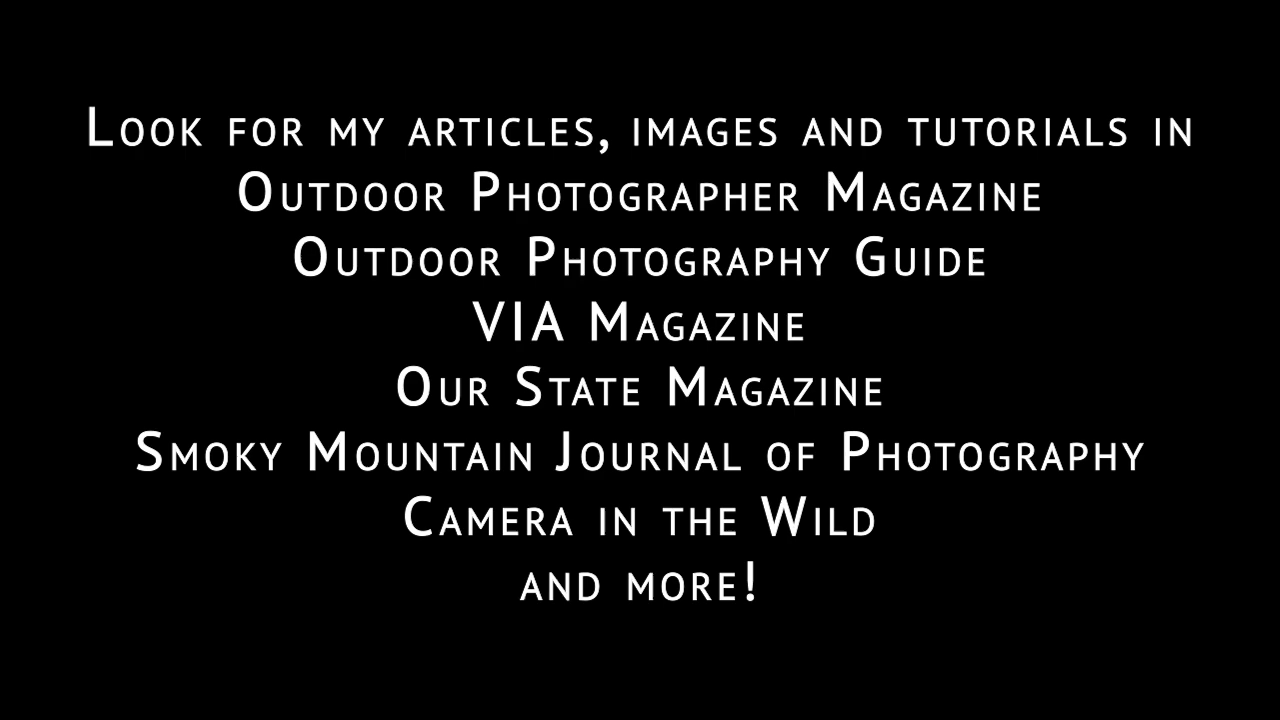 Look for my articles, images and tutorials in
Outdoor Photographer Magazine
Outdoor Photography Guide
VIA Magazine
Our State Magazine
Smoky Mountain Journal of Photography
Camera in the Wild
and more!